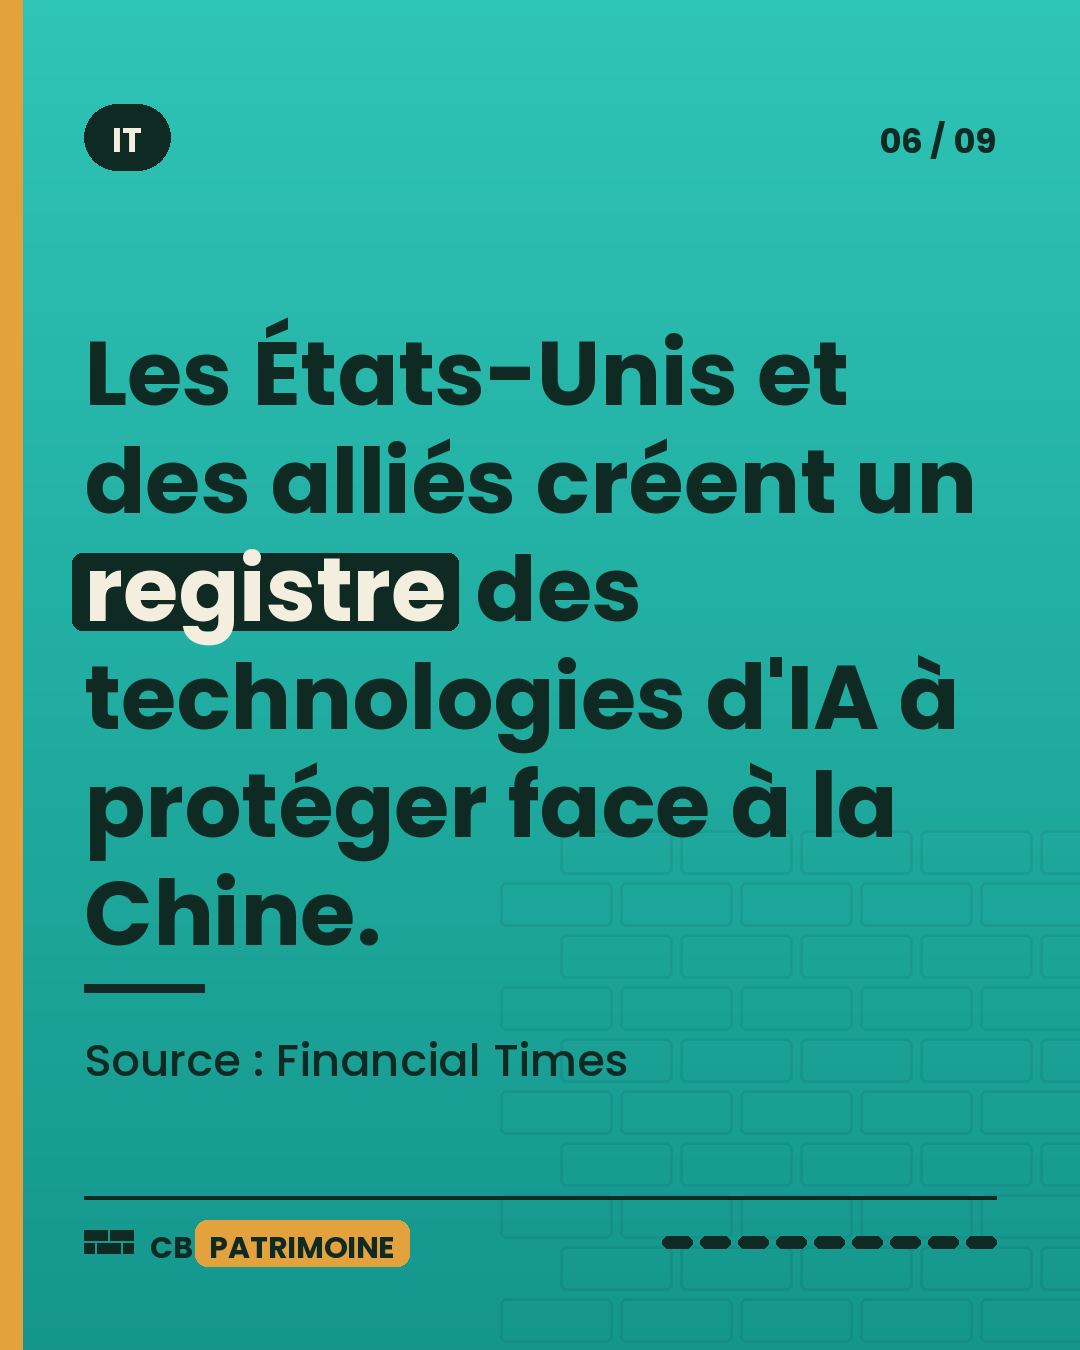 IT
06 / 09
Les États-Unis et
des alliés créent un
registre des
technologies d'IA à
protéger face à la
Chine.
Source : Financial Times
CB PATRIMOINE